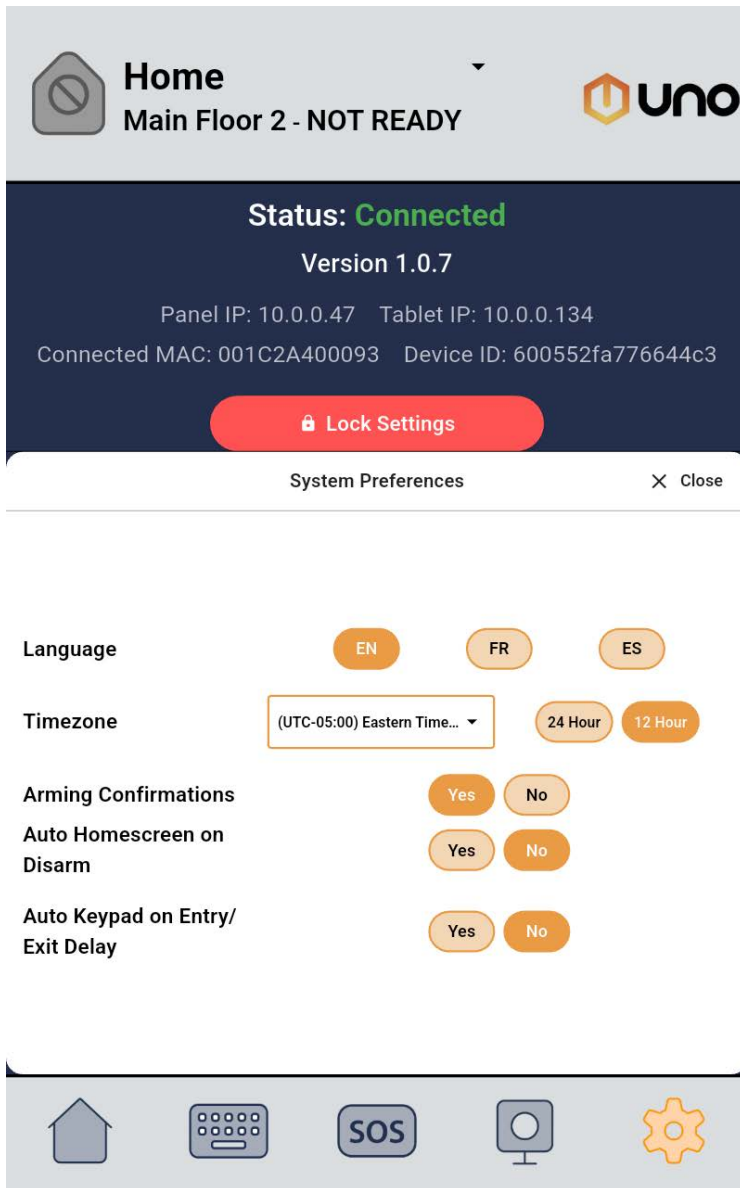 Home
Main Floor 2 - NOT READY
uno
Status: Connected
Version 1.0.7
Panel IP: 10.0.0.47 Tablet IP: 10.0.0.134
Connected MAC: 001C2A400093 Device ID: 600552fa776644c3
Lock Settings
System Preferences
Close
Language EN FR ES
Timezone (UTC-05:00) Eastern Time... 24 Hour 12 Hour
Arming Confirmations Yes No
Auto Homescreen on
Disarm Yes No
Auto Keypad on Entry/
Exit Delay Yes No
SOS